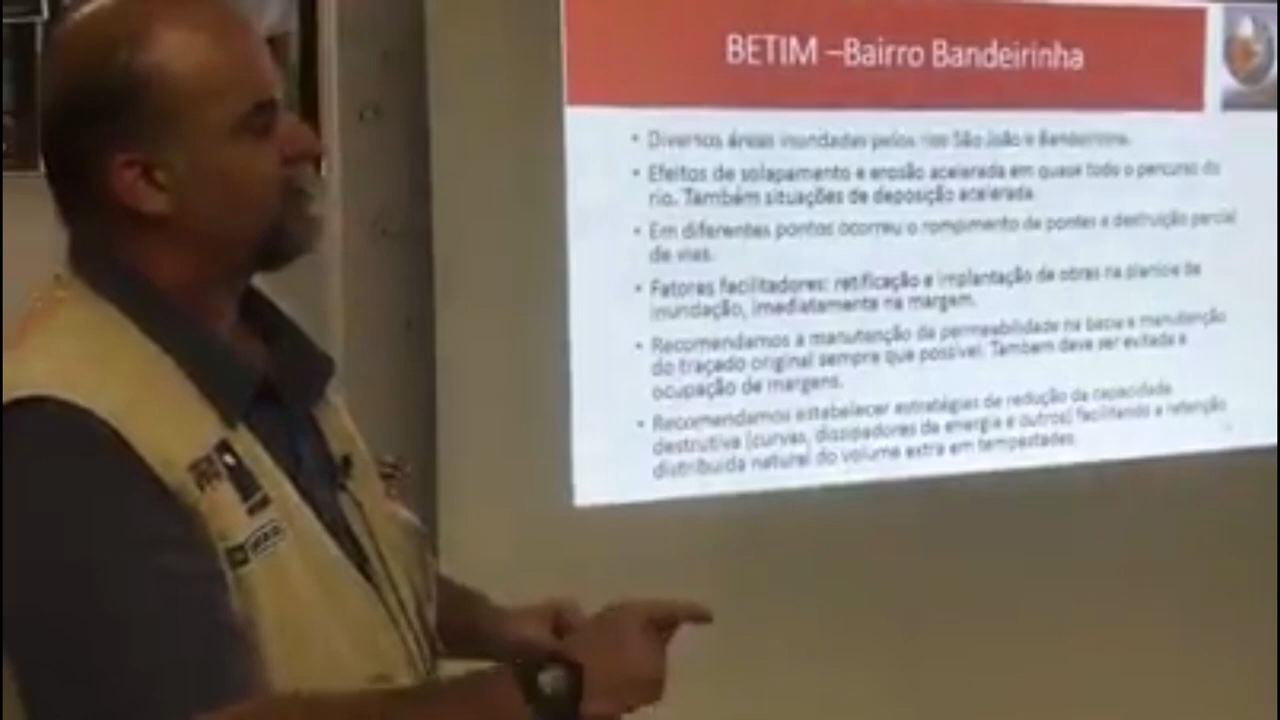 BETIM –Bairro Bandeirinha
• Diversas áreas inundadas pelos rios São João e Bandeirinha.
• Efeitos de solapamento e erosão acelerada em quase todo o percurso do
rio. Também situações de deposição acelerada.
• Em diferentes pontos ocorreu o rompimento de pontes e destruição parcial
de vias.
• Fatores facilitadores: retificação e implantação de obras na planície de
inundação, imediatamente na margem.
• Recomendamos a manutenção da permeabilidade na bacia e manutenção
do traçado original sempre que possível. Também deve ser evitada a
ocupação de margens.
• Recomendamos estabelecer estratégias de redução da capacidade
destrutiva (curvas, dissipadores de energia e outros) facilitando a retenção
distribuída natural do volume extra em tempestades.